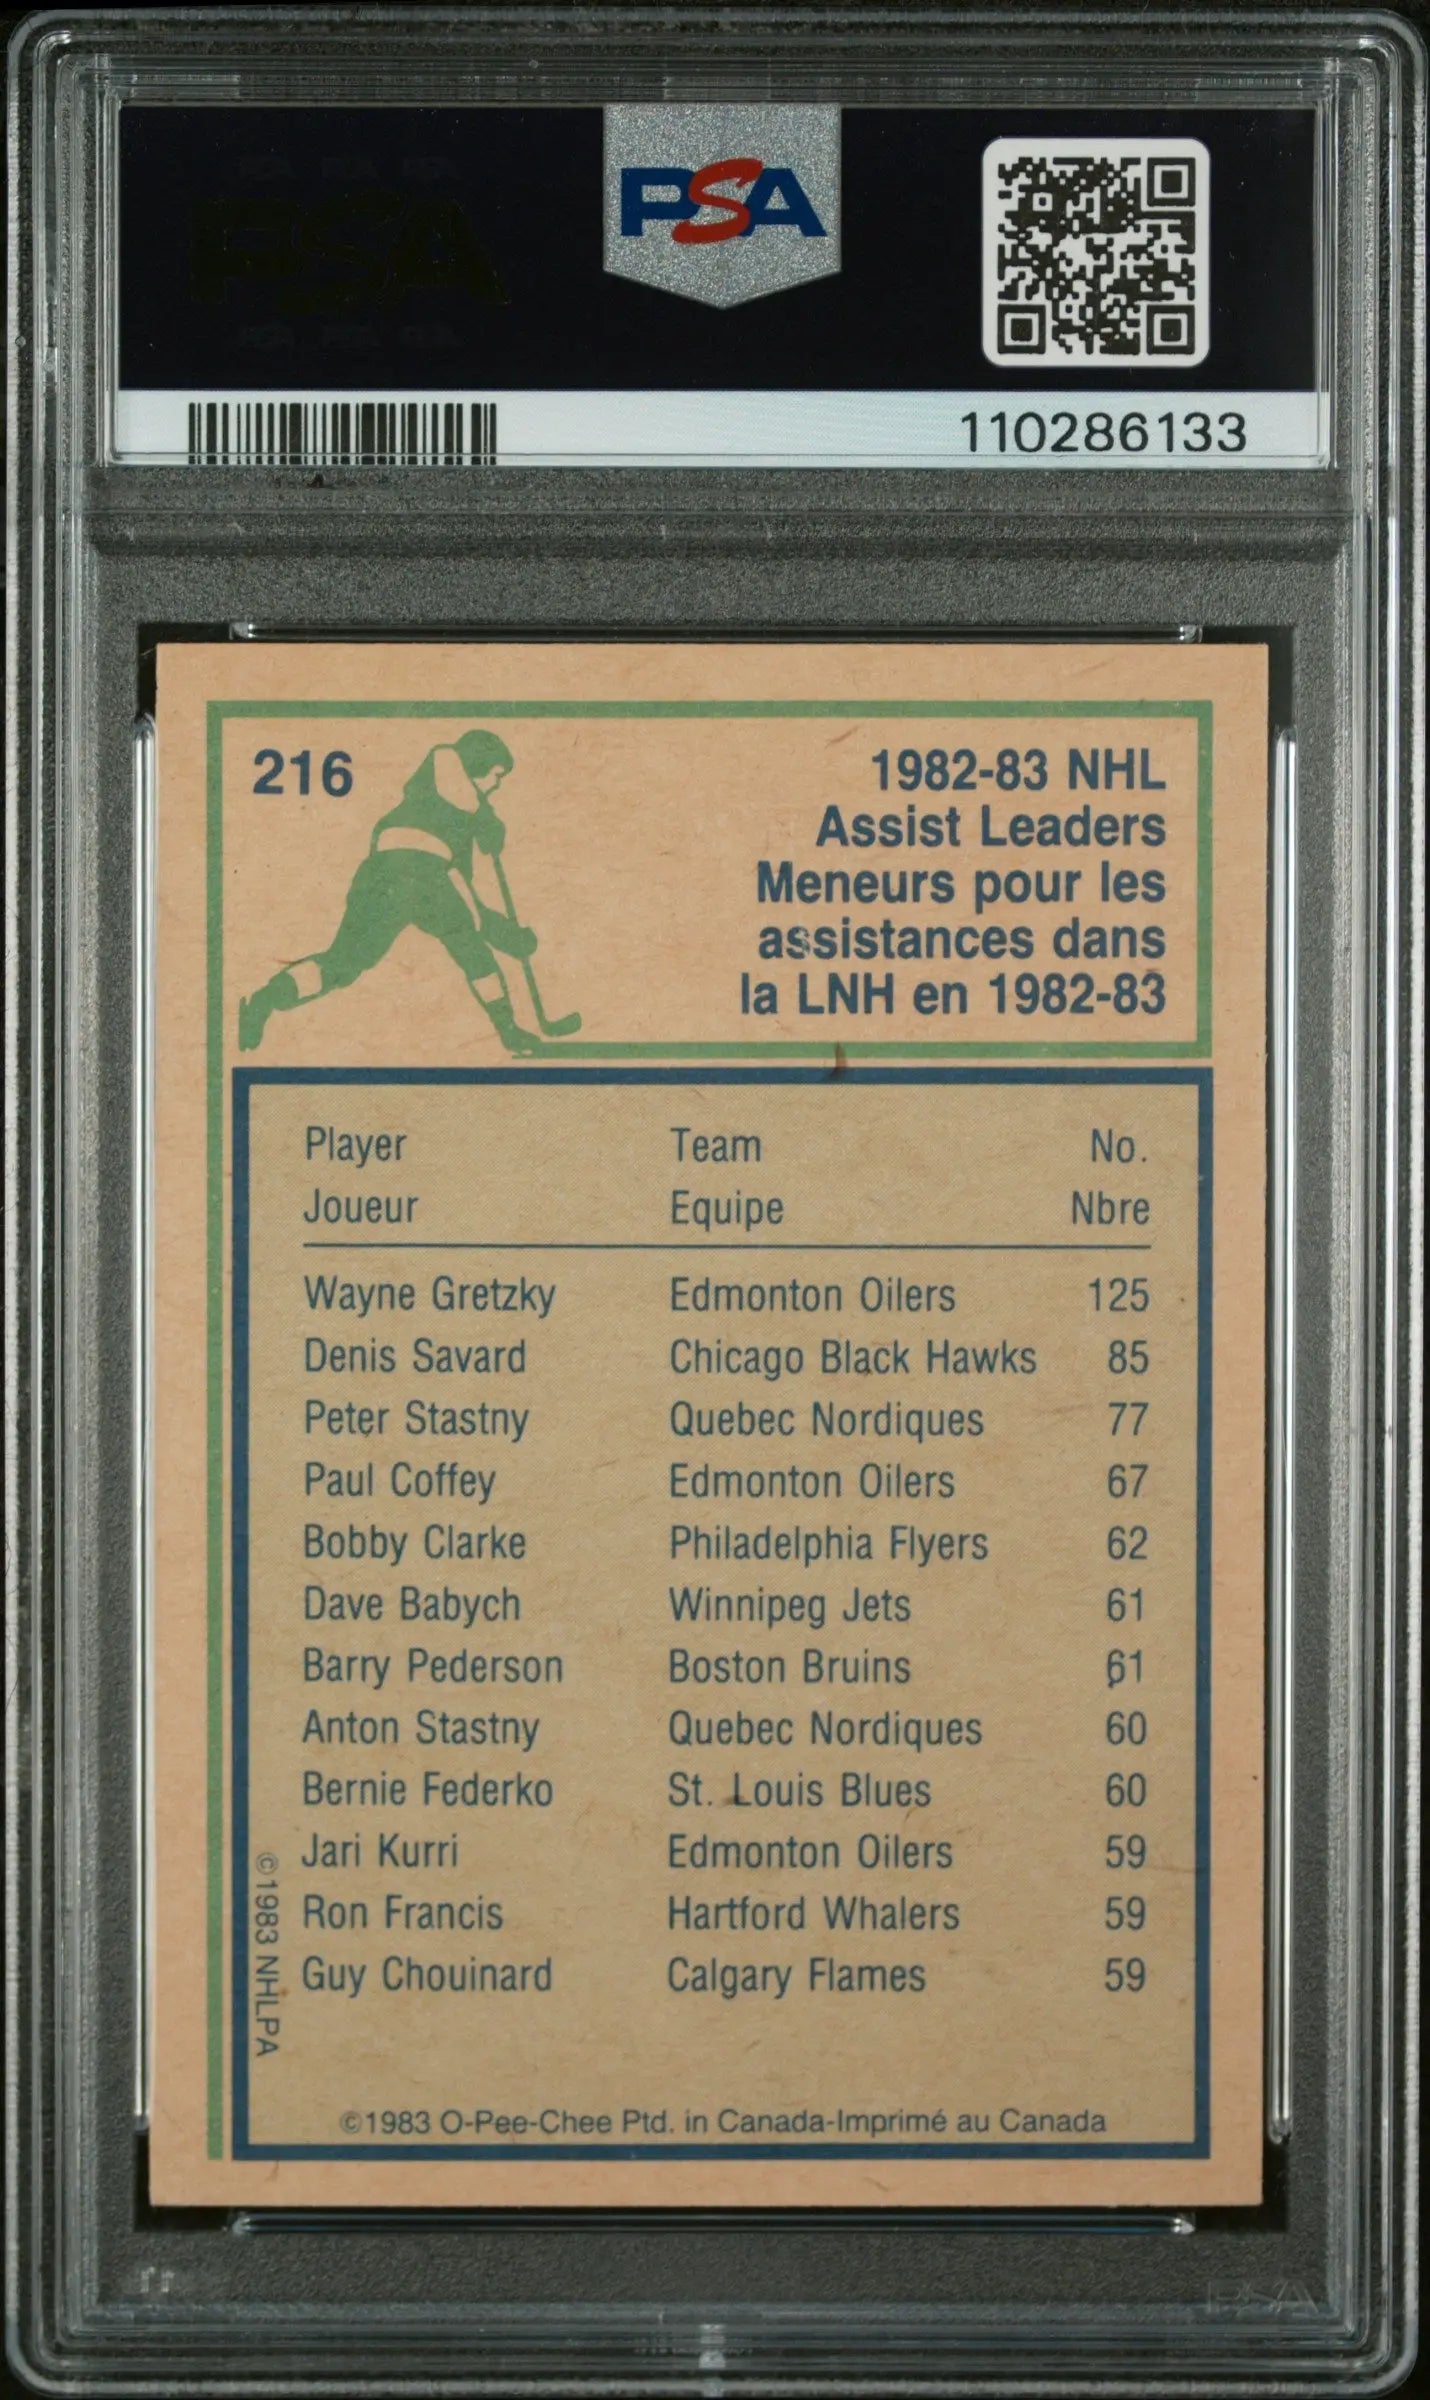 PSA
110286133
216
1982-83 NHL
Assist Leaders
Meneurs pour les
assistances dans
la LNH en 1982-83
Player Team No.
Joueur Equipe Nbre
Wayne Gretzky Edmonton Oilers 125
Denis Savard Chicago Black Hawks 85
Peter Stastny Quebec Nordiques 77
Paul Coffey Edmonton Oilers 67
Bobby Clarke Philadelphia Flyers 62
Dave Babych Winnipeg Jets 61
Barry Pederson Boston Bruins 61
Anton Stastny Quebec Nordiques 60
Bernie Federko St. Louis Blues 60
Jari Kurri Edmonton Oilers 59
Ron Francis Hartford Whalers 59
Guy Chouinard Calgary Flames 59
©1983 NHLPA
©1983 O-Pee-Chee Ptd. in Canada-Imprimé au Canada
PSA